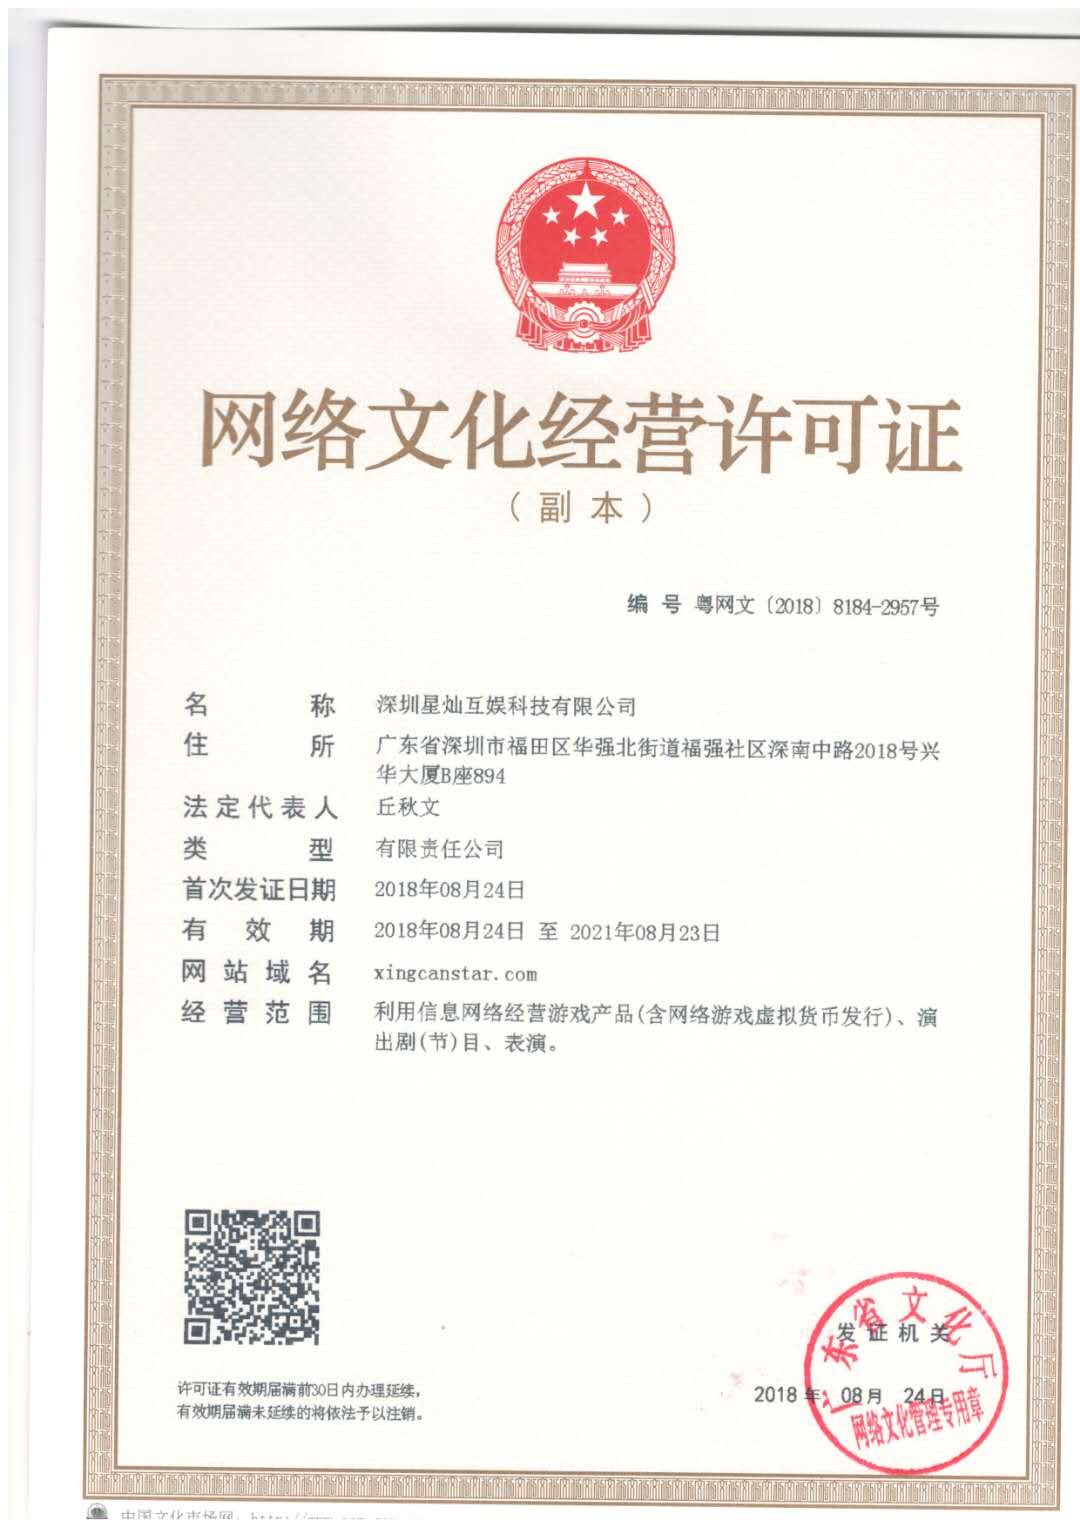 网络文化经营许可证
（副本）
编 号 粤网文〔2018〕8184-2957号
名 称 深圳星灿互娱科技有限公司
住 所 广东省深圳市福田区华强北街道福强社区深南中路2018号兴
华大厦B座894
法定代表人 丘秋文
类 型 有限责任公司
首次发证日期 2018年08月24日
有 效 期 2018年08月24日 至 2021年08月23日
网 站 域 名 xingcanstar.com
经 营 范 围 利用信息网络经营游戏产品(含网络游戏虚拟货币发行)、演
出剧(节)目、表演。
广东省文化厅
发证机关
2018 年 08 月 24 日
网络文化管理专用章
许可证有效期届满前30日内办理延续，
有效期届满未延续的将依法予以注销。
中国文化市场网: http://